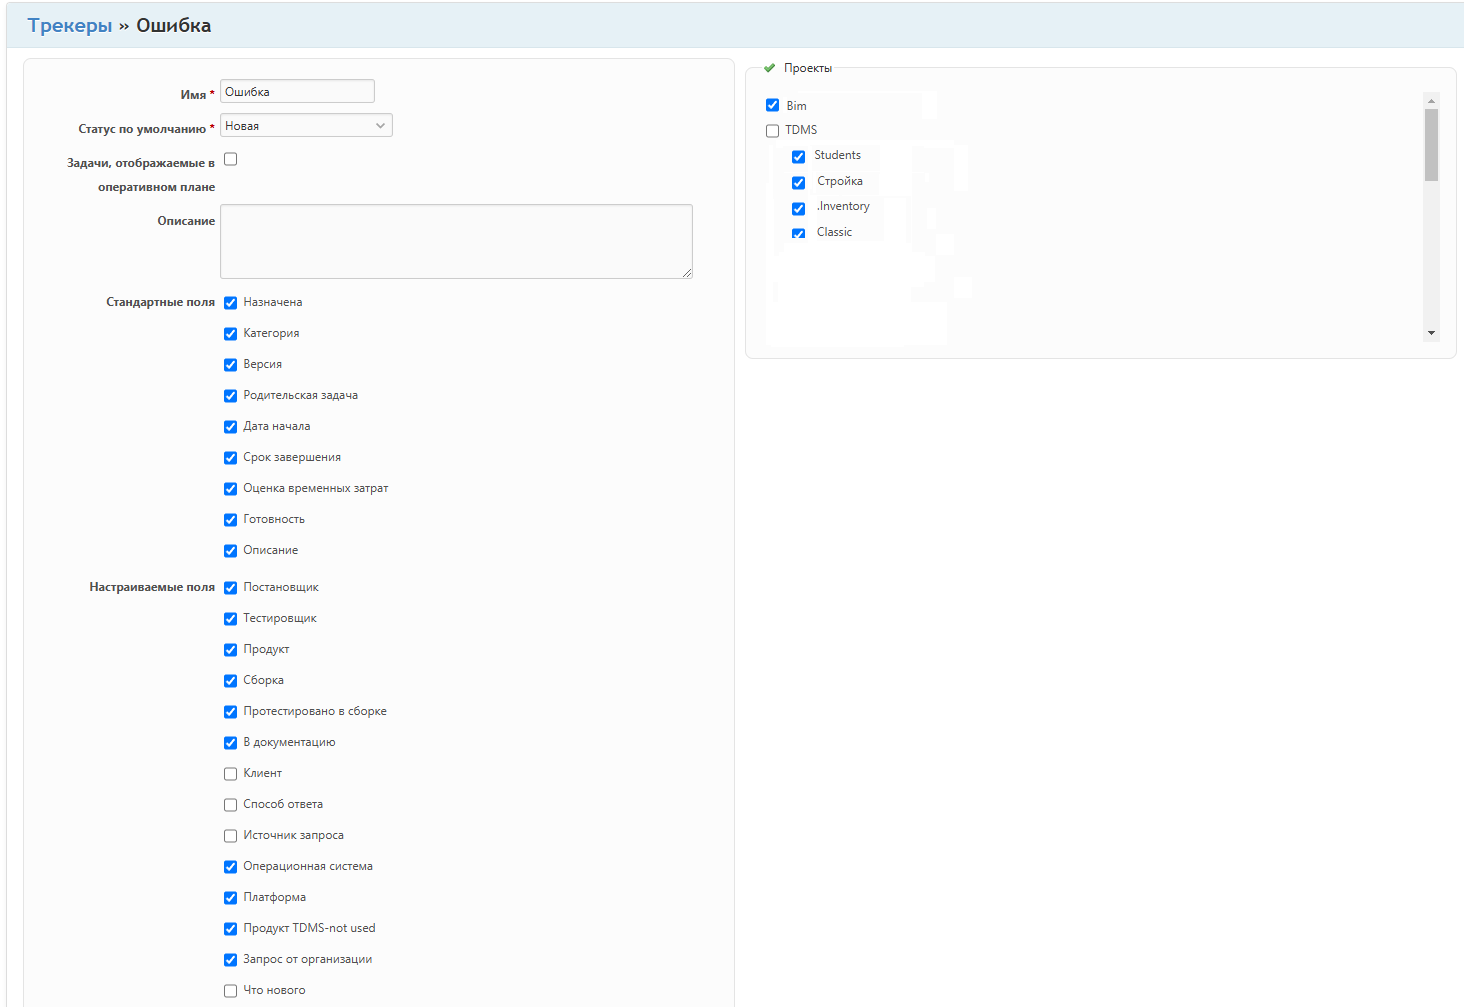 Трекеры » Ошибка
Имя *
Ошибка
Статус по умолчанию *
Новая
Задачи, отображаемые в
оперативном плане
Описание
Стандартные поля
Назначена
Категория
Версия
Родительская задача
Дата начала
Срок завершения
Оценка временных затрат
Готовность
Описание
Настраиваемые поля
Постановщик
Тестировщик
Продукт
Сборка
Протестировано в сборке
В документацию
Клиент
Способ ответа
Источник запроса
Операционная система
Платформа
Продукт TDMS-not used
Запрос от организации
Что нового
Проекты
Bim
TDMS
Students
Стройка
.Inventory
Classic